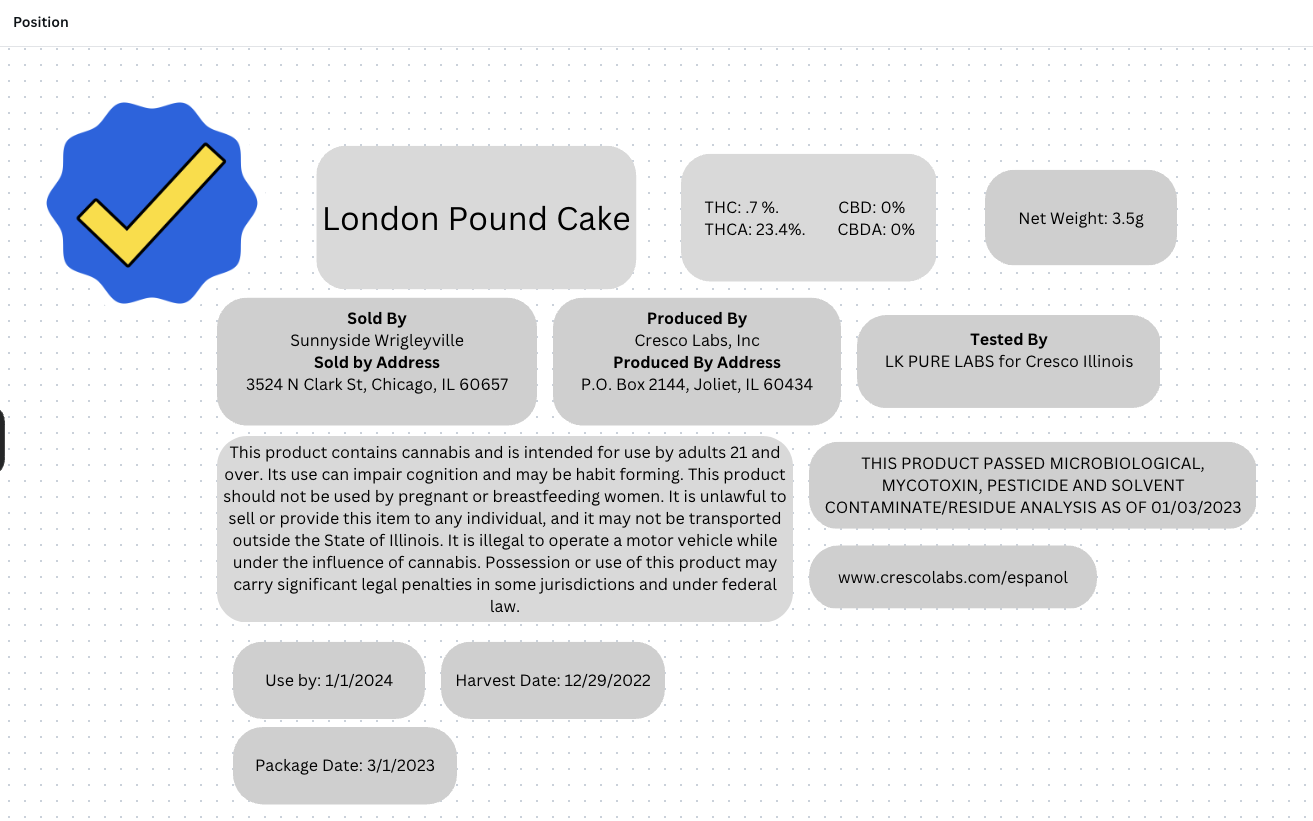 Position
London Pound Cake
THC: .7 %. CBD: 0%
THCA: 23.4%. CBDA: 0%
Net Weight: 3.5g
Sold By
Sunnyside Wrigleyville
Sold by Address
3524 N Clark St, Chicago, IL 60657
Produced By
Cresco Labs, Inc
Produced By Address
P.O. Box 2144, Joliet, IL 60434
Tested By
LK PURE LABS for Cresco Illinois
This product contains cannabis and is intended for use by adults 21 and
over. Its use can impair cognition and may be habit forming. This product
should not be used by pregnant or breastfeeding women. It is unlawful to
sell or provide this item to any individual, and it may not be transported
outside the State of Illinois. It is illegal to operate a motor vehicle while
under the influence of cannabis. Possession or use of this product may
carry significant legal penalties in some jurisdictions and under federal
law.
THIS PRODUCT PASSED MICROBIOLOGICAL,
MYCOTOXIN, PESTICIDE AND SOLVENT
CONTAMINATE/RESIDUE ANALYSIS AS OF 01/03/2023
www.crescolabs.com/espanol
Use by: 1/1/2024
Harvest Date: 12/29/2022
Package Date: 3/1/2023